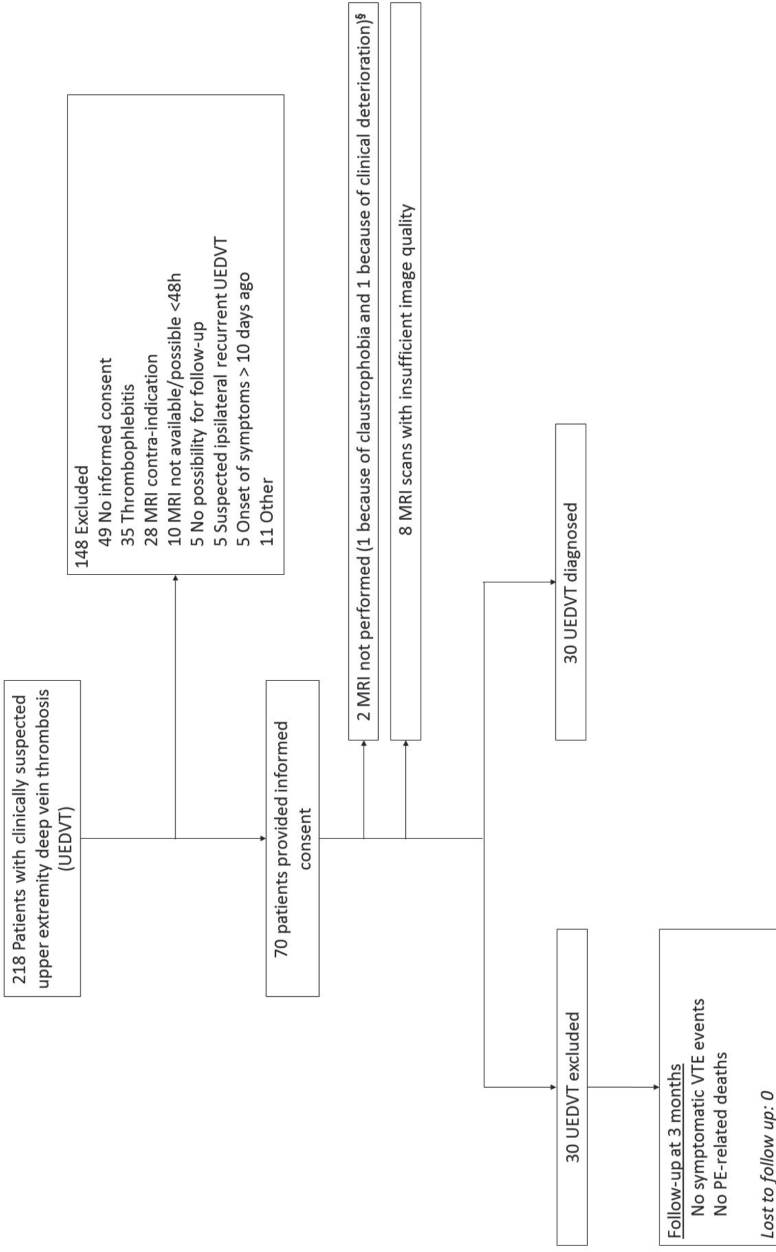 218 Patients with clinically suspected
upper extremity deep vein thrombosis
(UEDVT)
148 Excluded
49 No informed consent
35 Thrombophlebitis
28 MRI contra-indication
10 MRI not available/possible <48h
5 No possibility for follow-up
5 Suspected ipsilateral recurrent UEDVT
5 Onset of symptoms > 10 days ago
11 Other
70 patients provided informed
consent
2 MRI not performed (1 because of claustrophobia and 1 because of clinical deterioration)§
8 MRI scans with insufficient image quality
30 UEDVT excluded
30 UEDVT diagnosed
Follow-up at 3 months
No symptomatic VTE events
No PE-related deaths
Lost to follow up: 0